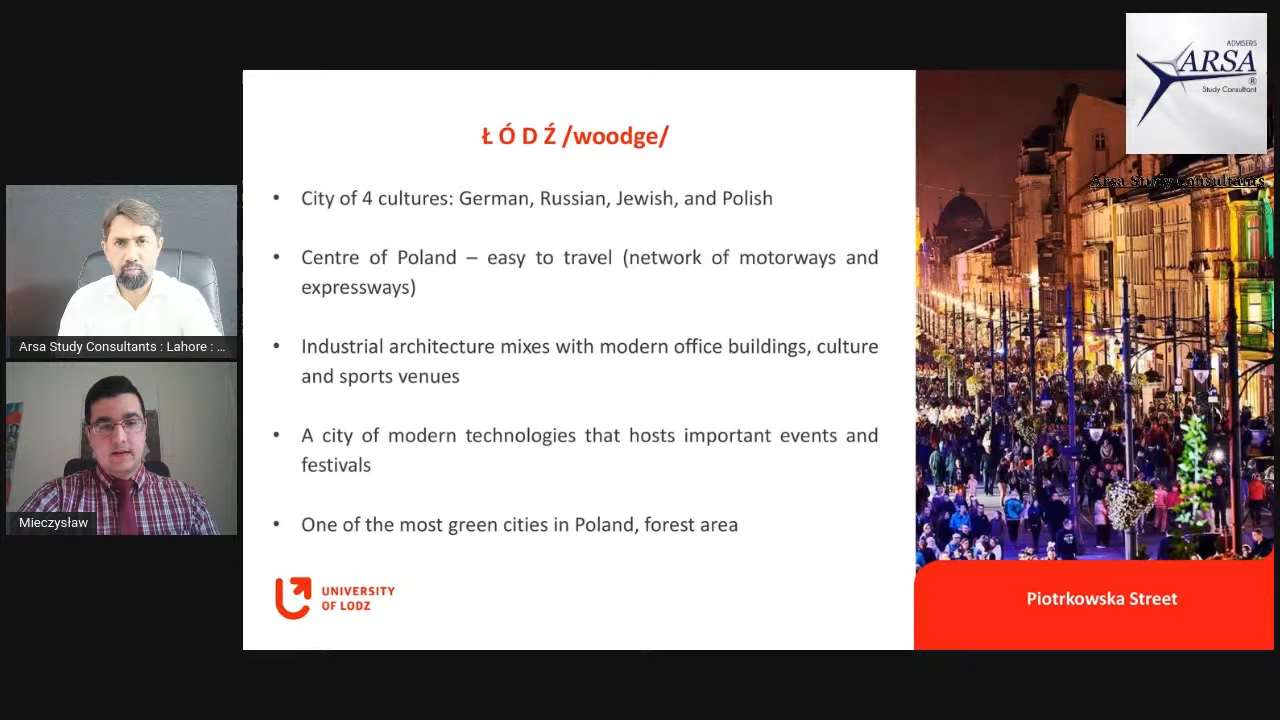 ADVISERS
ARSA
®
Study Consultant
Arsa Study Consultants
Ł Ó D Ź /woodge/
• City of 4 cultures: German, Russian, Jewish, and Polish
• Centre of Poland – easy to travel (network of motorways and
expressways)
• Industrial architecture mixes with modern office buildings, culture
and sports venues
• A city of modern technologies that hosts important events and
festivals
• One of the most green cities in Poland, forest area
UNIVERSITY
OF LODZ
Piotrkowska Street
Arsa Study Consultants : Lahore : ...
Mieczysław